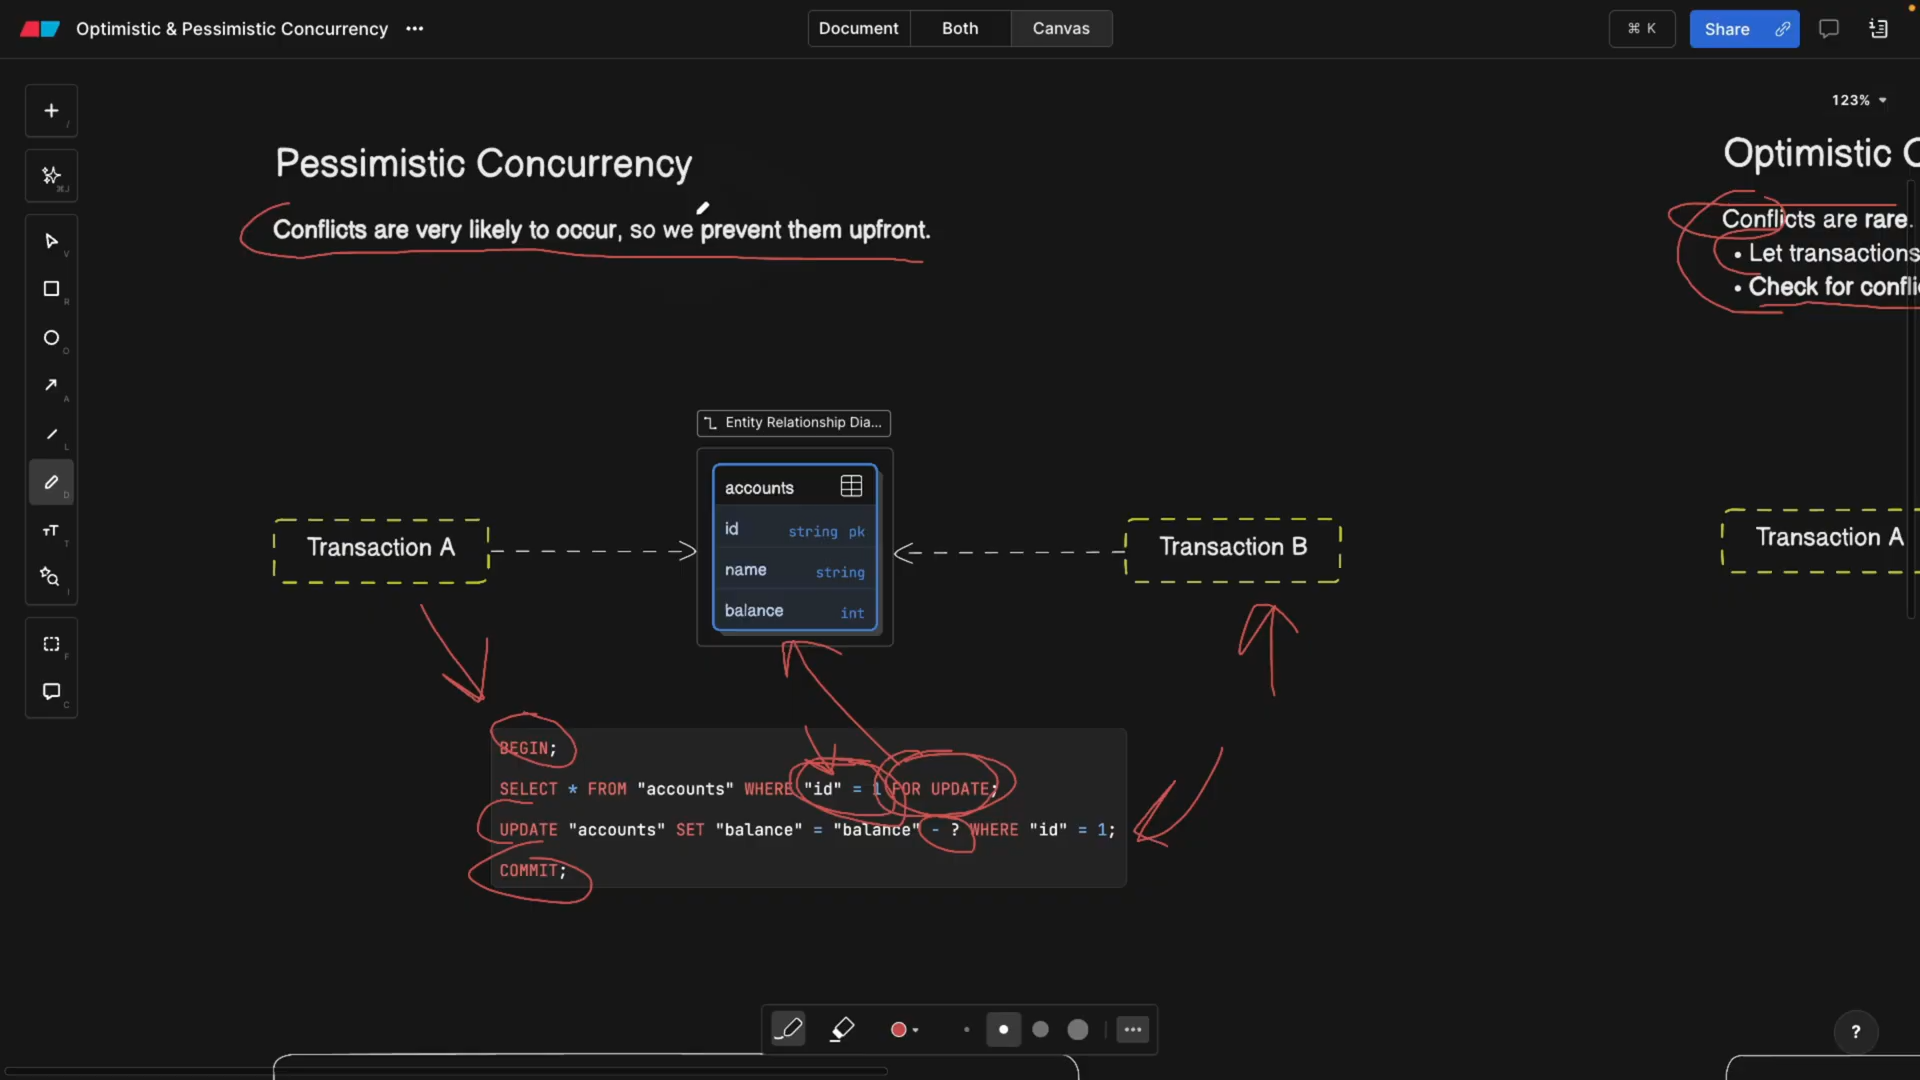 Optimistic & Pessimistic Concurrency
Document
Both
Canvas
⌘ K
Share
123%
Pessimistic Concurrency
Conflicts are very likely to occur, so we prevent them upfront.
Optimistic
Conflicts are rare.
• Let transactions
• Check for
Entity Relationship Dia...
accounts
id string pk
name string
balance int
Transaction A
Transaction B
Transaction A
BEGIN;
SELECT * FROM "accounts" WHERE "id" = 1 FOR UPDATE;
UPDATE "accounts" SET "balance" = "balance" - ? WHERE "id" = 1;
COMMIT;
/
⌘J
V
R
O
A
L
D
T
I
F
C
?